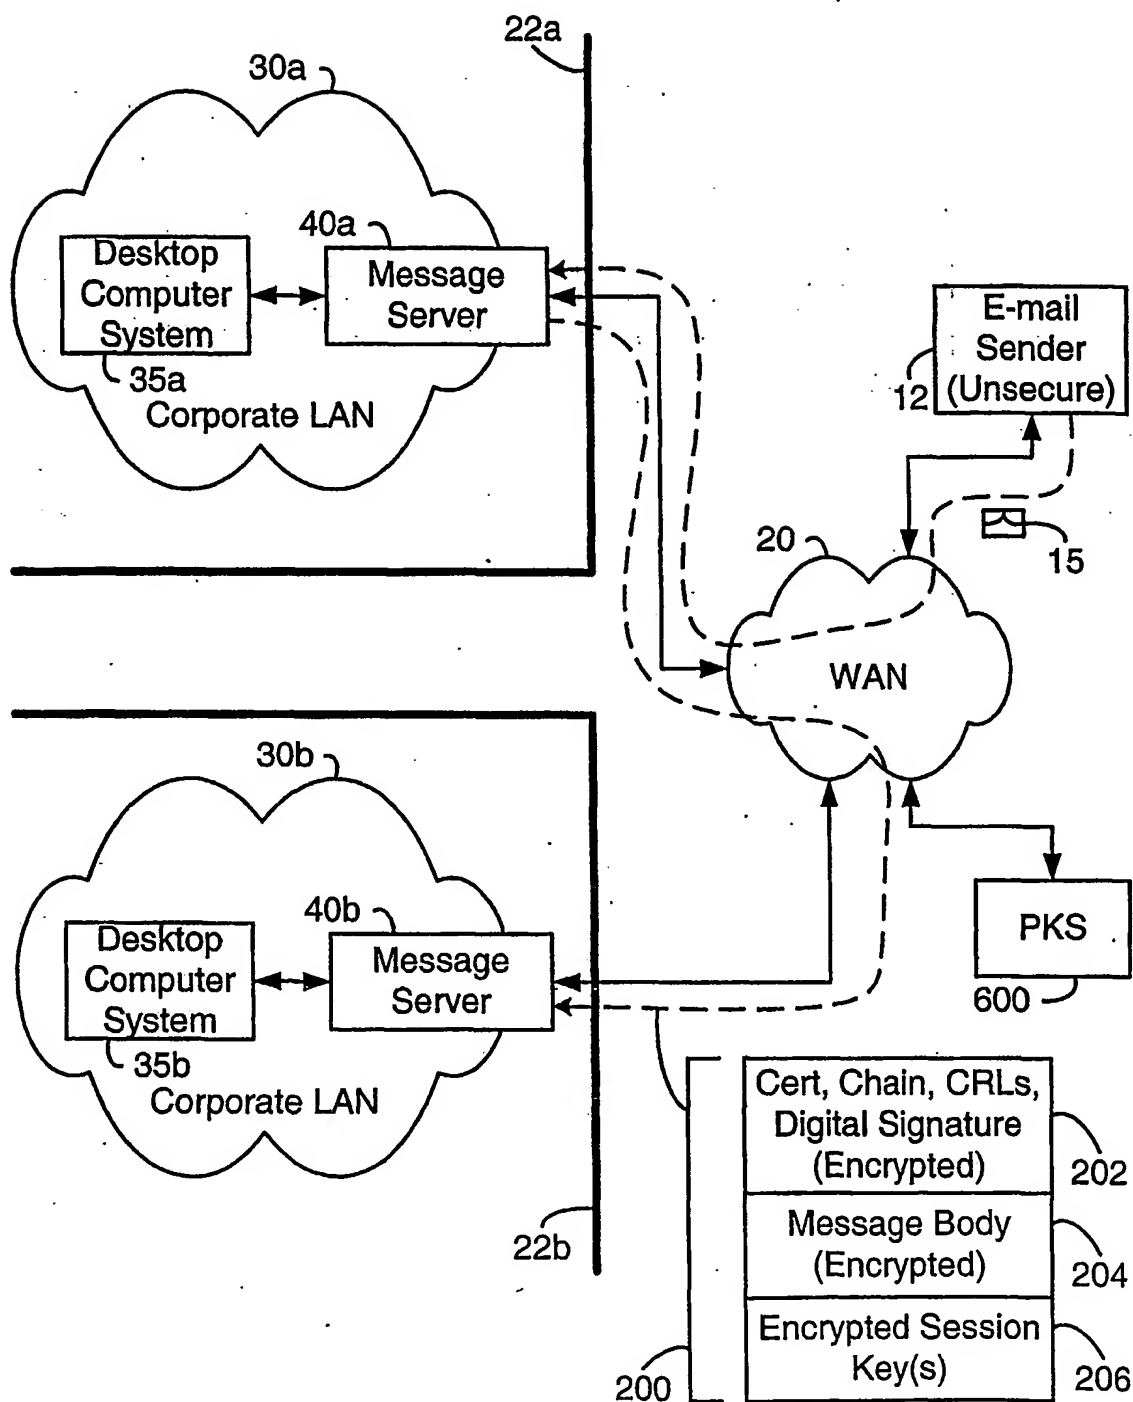 22a
30a
40a
Desktop
Computer
System
Message
Server
35a
Corporate LAN
E-mail
Sender
(Unsecure)
12
15
20
WAN
30b
40b
Desktop
Computer
System
Message
Server
35b
Corporate LAN
PKS
600
22b
Cert, Chain, CRLs,
Digital Signature
(Encrypted)
202
Message Body
(Encrypted)
204
Encrypted Session
Key(s)
206
200